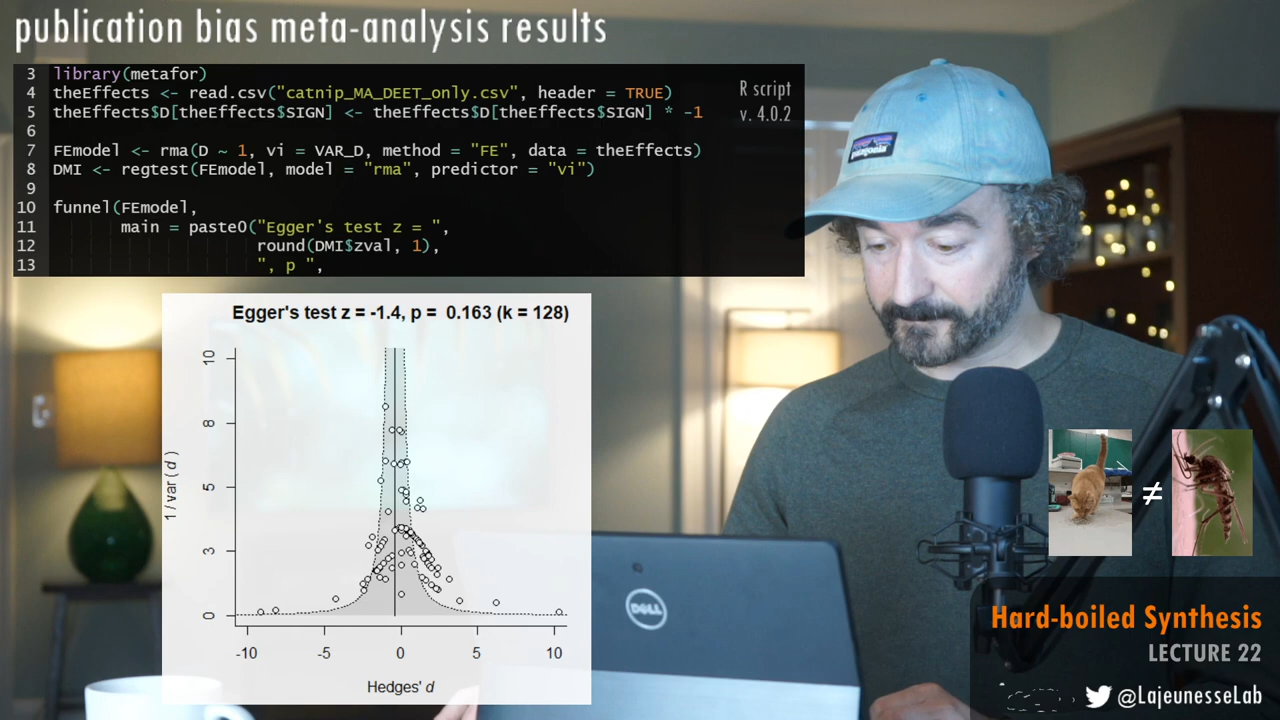 publication bias meta-analysis results
3 library(metafor)
4 theEffects <- read.csv("catnip_MA_DEET_only.csv", header = TRUE)
5 theEffects$D[theEffects$SIGN] <- theEffects$D[theEffects$SIGN] * -1
6
7 FEmodel <- rma(D ~ 1, vi = VAR_D, method = "FE", data = theEffects)
8 DMI <- regtest(FEmodel, model = "rma", predictor = "vi")
9
10 funnel(FEmodel,
11 main = paste0("Egger's test z = ",
12 round(DMI$zval, 1),
13 ", p ",
R script
v. 4.0.2
patagonia
Egger's test z = -1.4, p = 0.163 (k = 128)
10
8
5
3
0
1 / var ( d )
-10 -5 0 5 10
Hedges' d
DELL
≠
Hard-boiled Synthesis
LECTURE 22
@LajeunesseLab